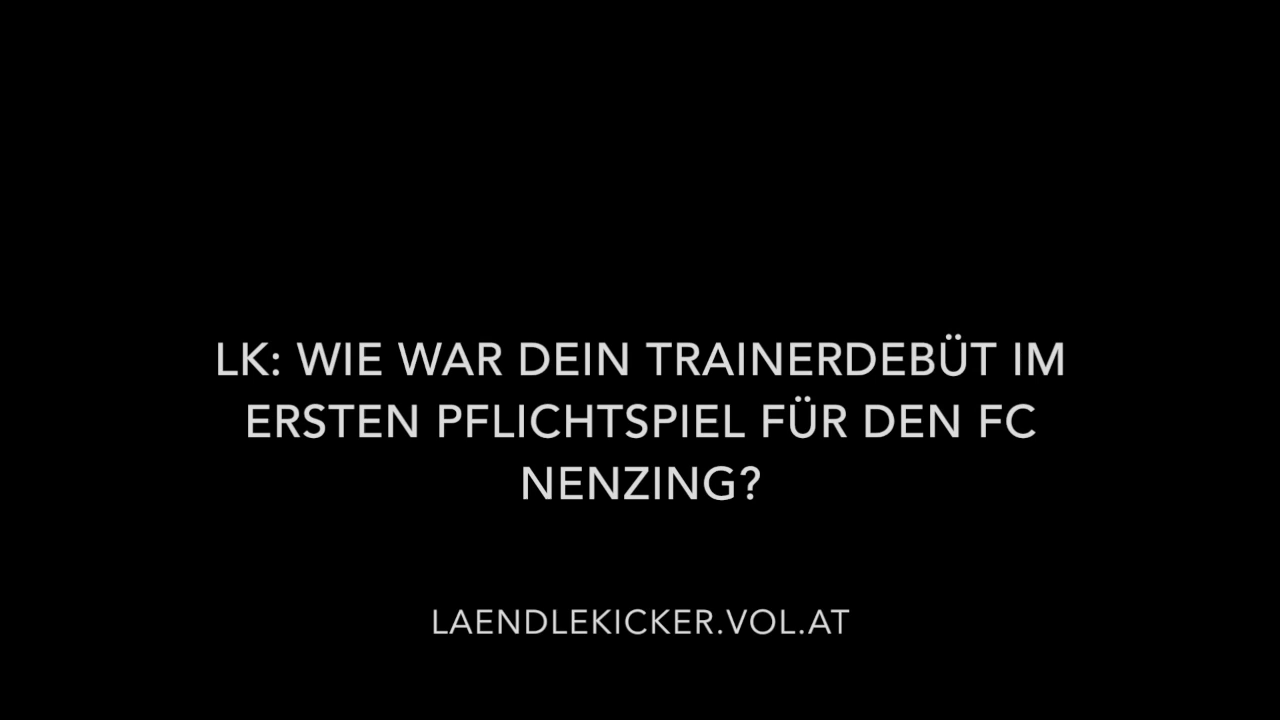 LK: WIE WAR DEIN TRAINERDEBÜT IM
ERSTEN PFLICHTSPIEL FÜR DEN FC
NENZING?
LAENDLEKICKER.VOL.AT